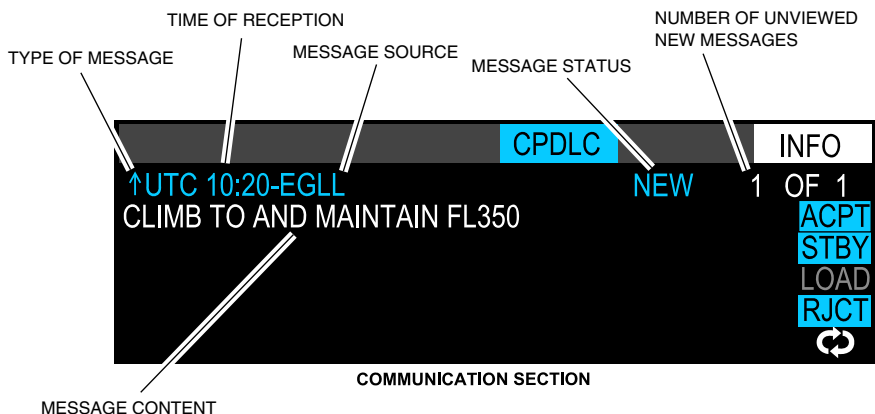 TIME OF RECEPTION
NUMBER OF UNVIEWED
NEW MESSAGES
TYPE OF MESSAGE
MESSAGE SOURCE
MESSAGE STATUS
CPDLC
INFO
↑UTC 10:20-EGLL NEW 1 OF 1
CLIMB TO AND MAINTAIN FL350
ACPT
STBY
LOAD
RJCT
COMMUNICATION SECTION
MESSAGE CONTENT